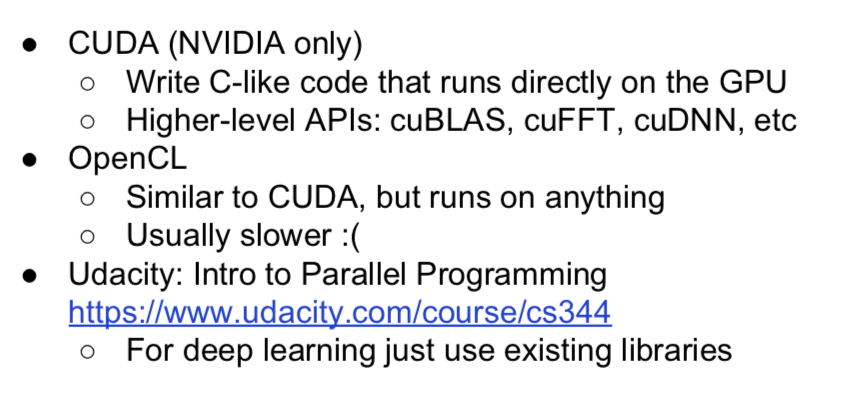 ● CUDA (NVIDIA only)
○ Write C-like code that runs directly on the GPU
○ Higher-level APIs: cuBLAS, cuFFT, cuDNN, etc
● OpenCL
○ Similar to CUDA, but runs on anything
○ Usually slower :(
● Udacity: Intro to Parallel Programming
https://www.udacity.com/course/cs344
○ For deep learning just use existing libraries